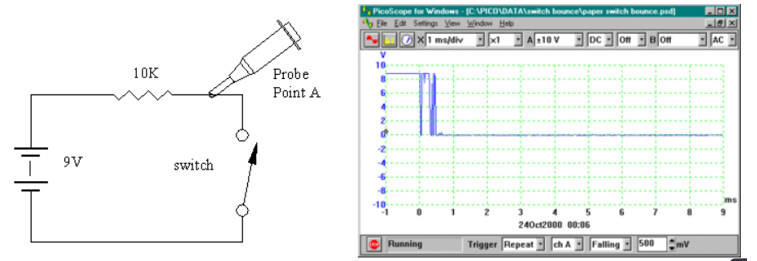 10K
Probe
Point A
9V
switch
PicoScope for Windows - [C:\PICO\DATA\switch bounce\paper switch bounce.psd]
File Edit Settings View Window Help
X 1 ms/div x1 A ±10 V DC Off B Off AC
V
10
8
6
4
2
0
-2
-4
-6
-8
-10
ms
-1 0 1 2 3 4 5 6 7 8 9
24Oct2000 00:06
Running Trigger Repeat ch A Falling 500 mV